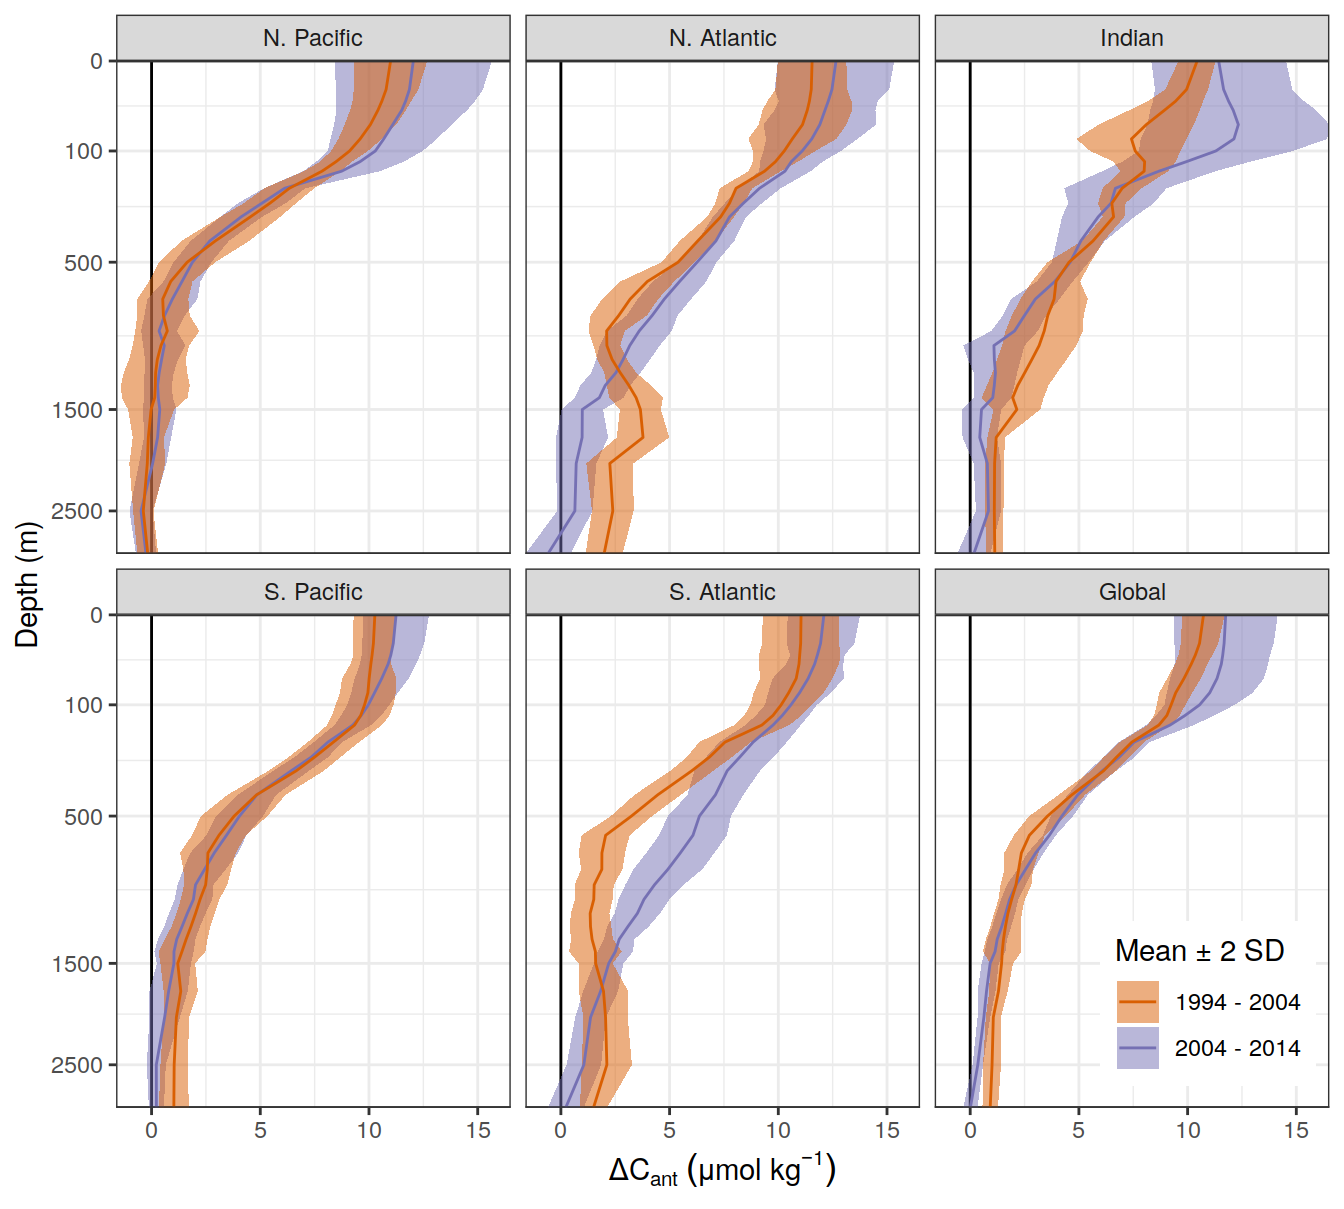 N. Pacific
N. Atlantic
Indian
0
100
500
1500
2500
Depth (m)
S. Pacific
S. Atlantic
Global
0
100
500
1500
2500
Mean ± 2 SD
1994 - 2004
2004 - 2014
0 5 10 15
0 5 10 15
0 5 10 15
ΔCant (μmol kg−1)